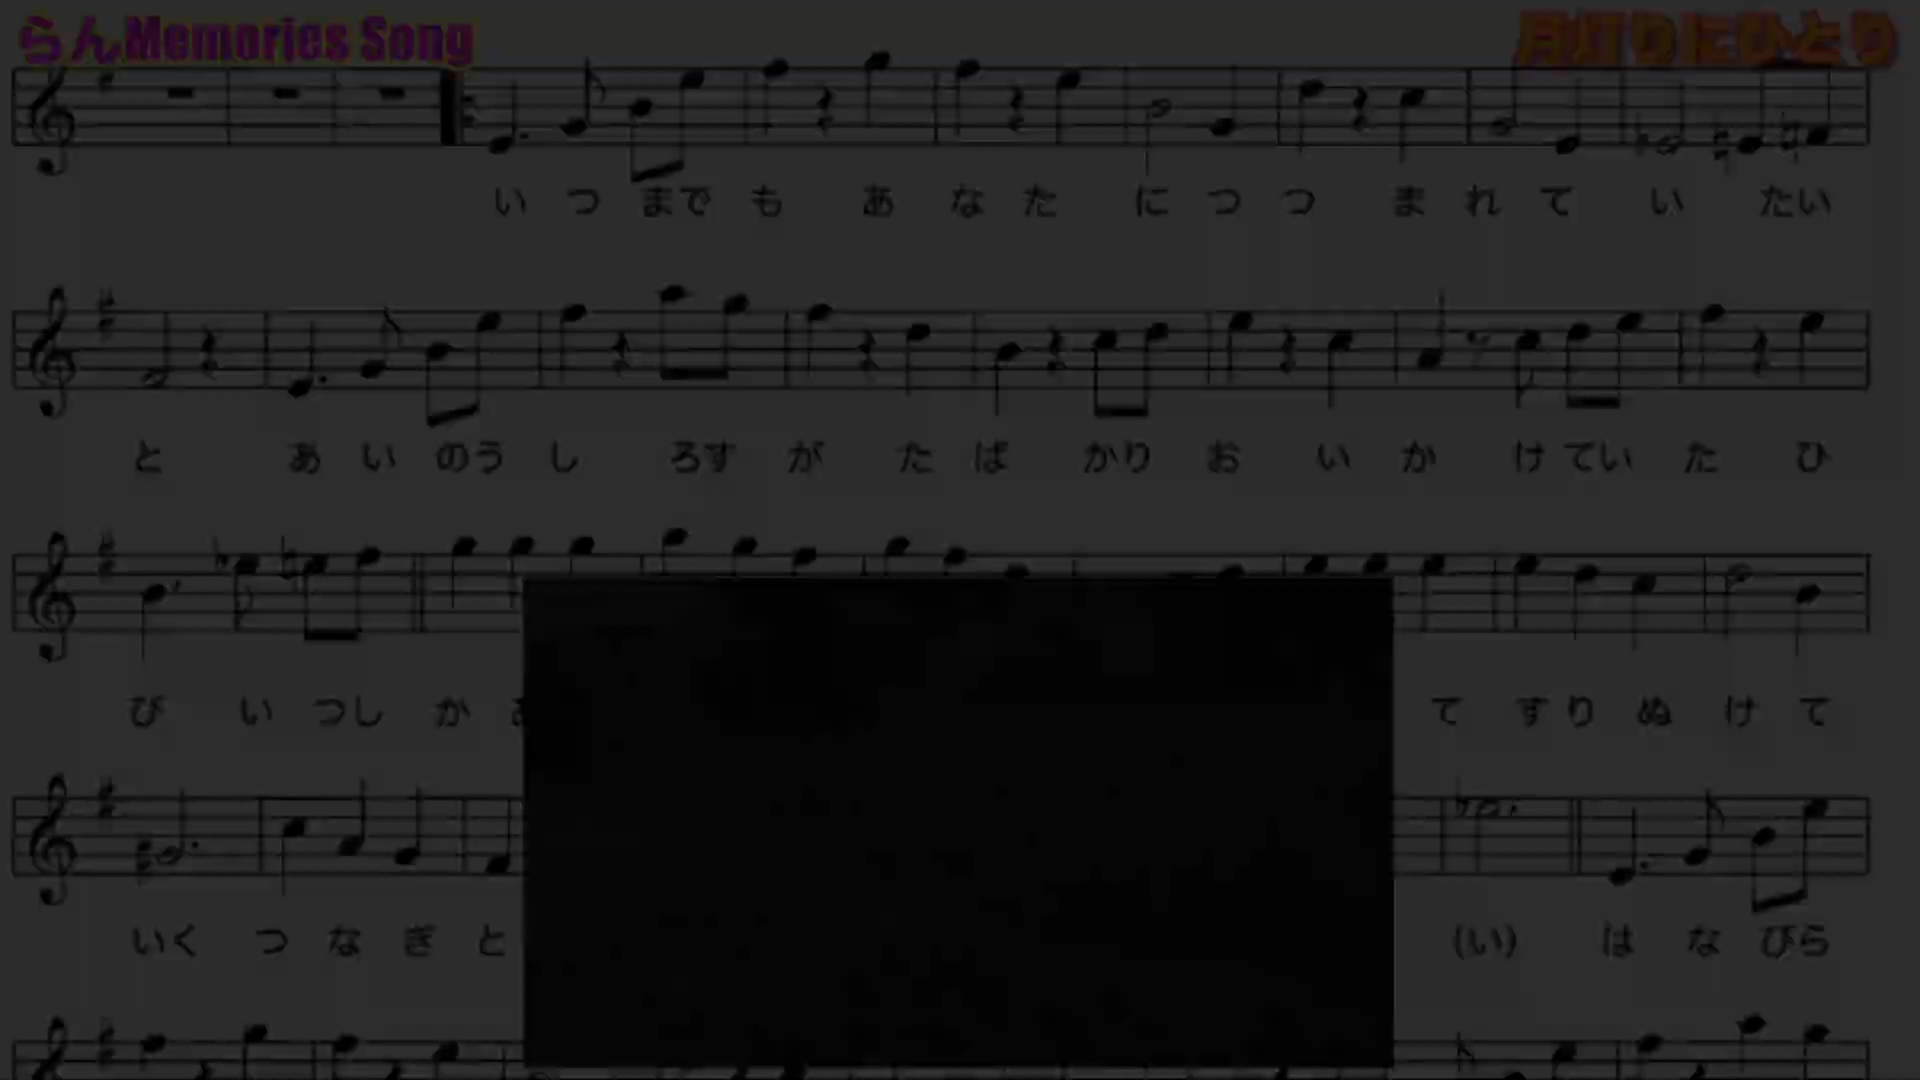 らんMemories Song
月灯りにひとり
いつまでもあなたにつつまれていたい
とあいのうしろすがたばかりおいかけていたひ
びいつしか
てすりぬけて
いくつなぎと
(い)はなびら